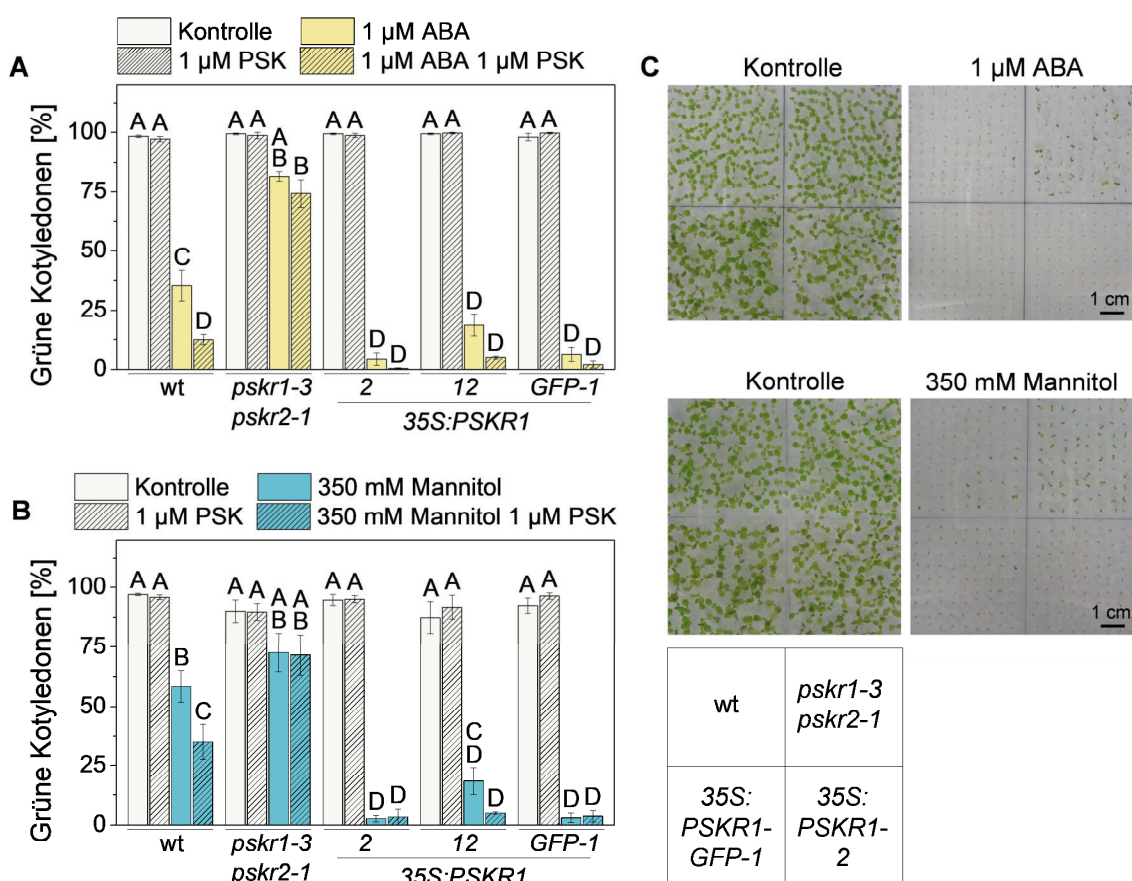 A
Kontrolle
1 µM ABA
1 µM PSK
1 µM ABA 1 µM PSK
Grüne Kotyledonen [%]
100
75
50
25
0
A A
C
D
A A
A
B
B
A A
D
D
A A
D
D
A A
D
D
wt
pskr1-3
pskr2-1
2
12
GFP-1
35S:PSKR1
B
Kontrolle
350 mM Mannitol
1 µM PSK
350 mM Mannitol 1 µM PSK
Grüne Kotyledonen [%]
100
75
50
25
0
A A
B
C
A A
A A
B B
A A
D D
A A
C
D
D
A A
D D
wt
pskr1-3
pskr2-1
2
12
GFP-1
35S:PSKR1
C
Kontrolle
1 µM ABA
1 cm
Kontrolle
350 mM Mannitol
1 cm
wt
pskr1-3
pskr2-1
35S:
PSKR1-
GFP-1
35S:
PSKR1-
2